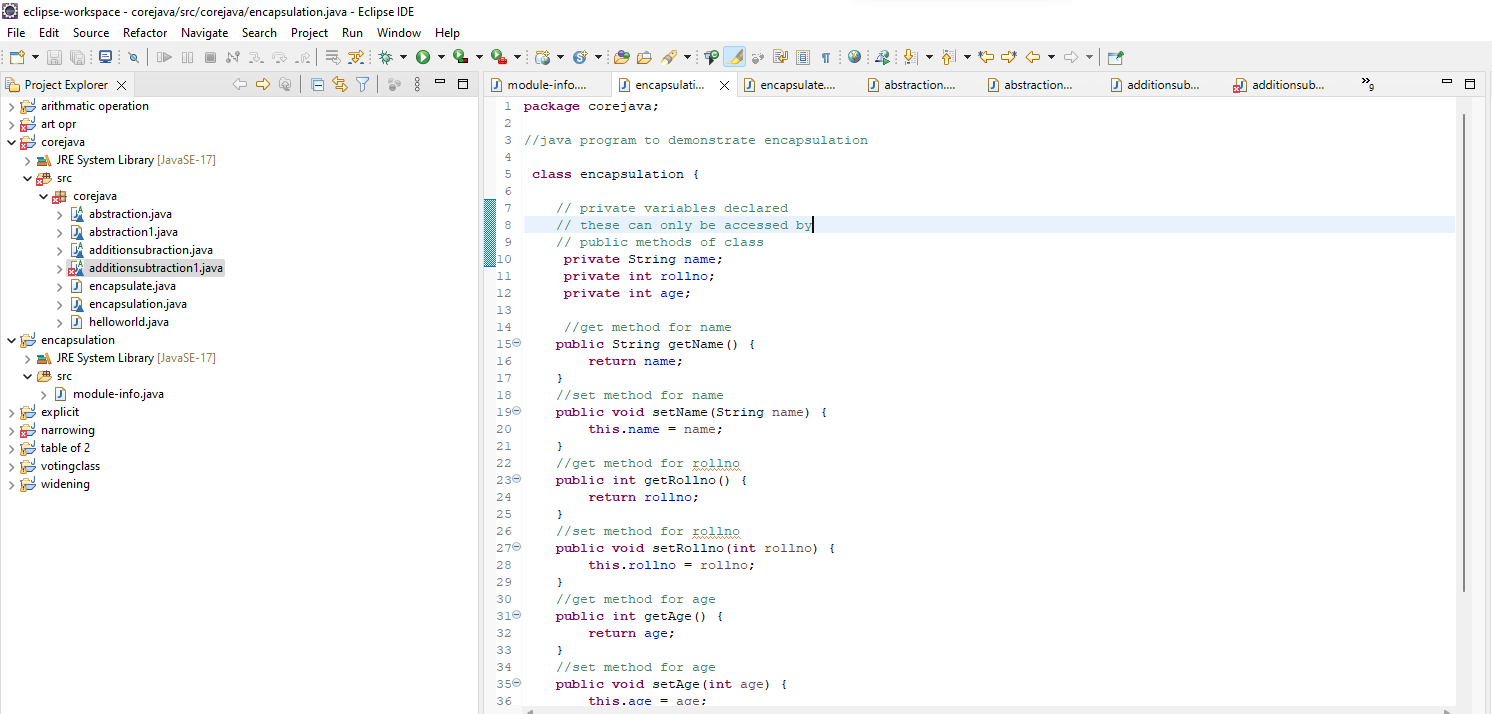 eclipse-workspace - corejava/src/corejava/encapsulation.java - Eclipse IDE
File Edit Source Refactor Navigate Search Project Run Window Help
Project Explorer
arithmatic operation
art opr
corejava
JRE System Library [JavaSE-17]
src
corejava
abstraction.java
abstraction1.java
additionsubraction.java
additionsubtraction1.java
encapsulate.java
encapsulation.java
helloworld.java
encapsulation
JRE System Library [JavaSE-17]
src
module-info.java
explicit
narrowing
table of 2
votingclass
widening
module-info.... encapsulati... encapsulate.... abstraction.... abstraction... additionsub... additionsub... »9
1 package corejava;
2
3 //java program to demonstrate encapsulation
4
5 class encapsulation {
6
7 // private variables declared
8 // these can only be accessed by
9 // public methods of class
10 private String name;
11 private int rollno;
12 private int age;
13
14 //get method for name
15 public String getName() {
16 return name;
17 }
18 //set method for name
19 public void setName(String name) {
20 this.name = name;
21 }
22 //get method for rollno
23 public int getRollno() {
24 return rollno;
25 }
26 //set method for rollno
27 public void setRollno(int rollno) {
28 this.rollno = rollno;
29 }
30 //get method for age
31 public int getAge() {
32 return age;
33 }
34 //set method for age
35 public void setAge(int age) {
36 this.age = age;